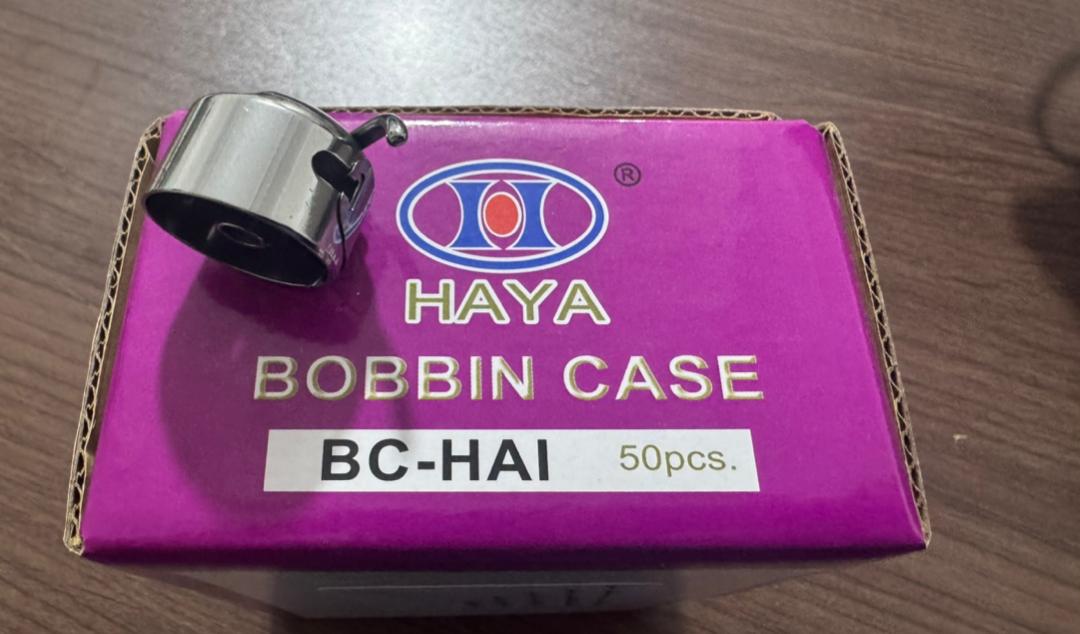 ®
HAYA
BOBBIN CASE
BC-HAI 50pcs.